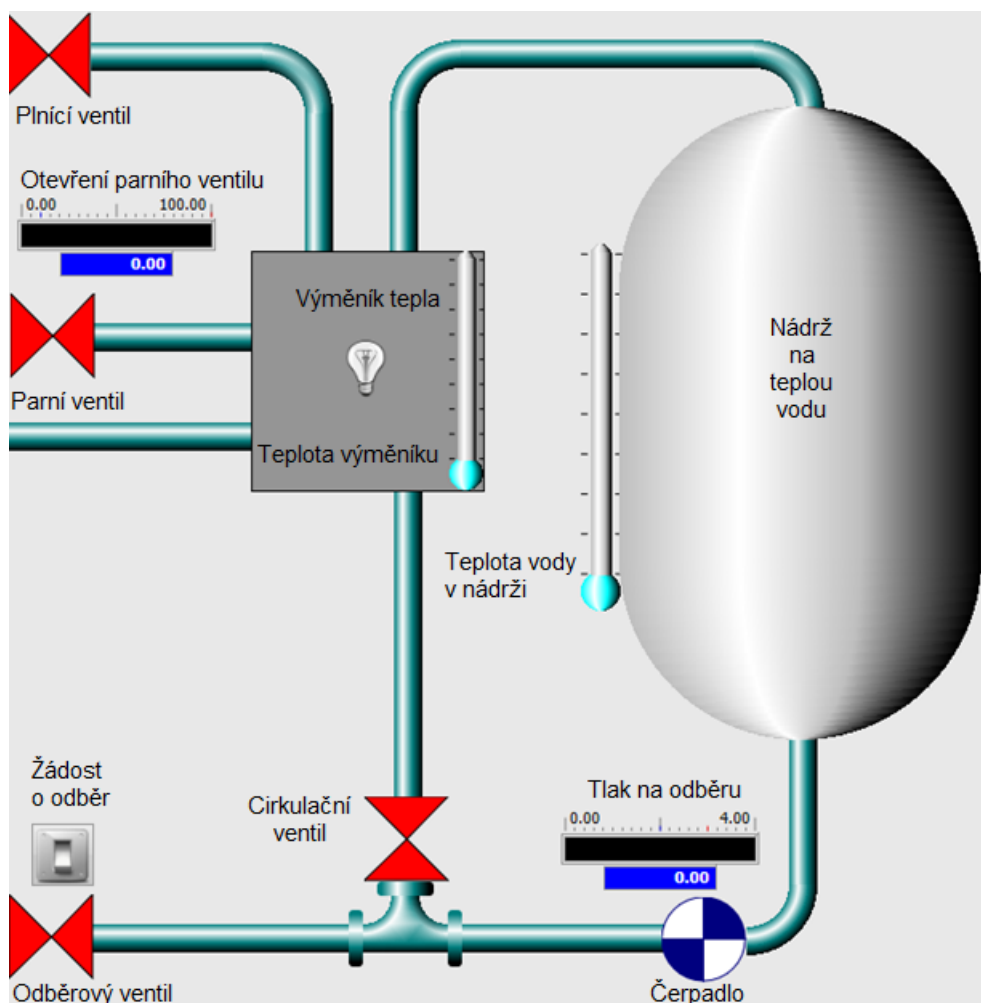 Plnící ventil
Otevření parního ventilu
0.00 100.00
0.00
Výměník tepla
Parní ventil
Teplota výměníku
Nádrž
na
teplou
vodu
Teplota vody
v nádrži
Žádost
o odběr
Cirkulační
ventil
Tlak na odběru
0.00 4.00
0.00
Odběrový ventil
Čerpadlo